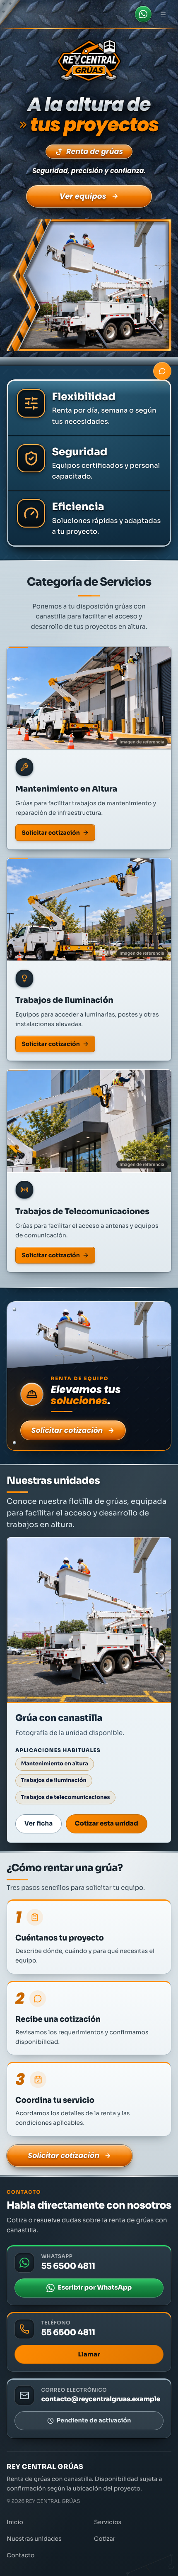 REY CENTRAL
GRÚAS
A la altura de
» tus proyectos
Renta de grúas
Seguridad, precisión y confianza.
Ver equipos →
Flexibilidad
Renta por día, semana o según
tus necesidades.
Seguridad
Equipos certificados y personal
capacitado.
Eficiencia
Soluciones rápidas y adaptadas
a tu proyecto.
Categoría de Servicios
Ponemos a tu disposición grúas con
canastilla para facilitar el acceso y
desarrollo de tus proyectos en altura.
Imagen de referencia
Mantenimiento en Altura
Grúas para facilitar trabajos de mantenimiento y
reparación de infraestructura.
Solicitar cotización →
Imagen de referencia
Trabajos de Iluminación
Equipos para acceder a luminarias, postes y otras
instalaciones elevadas.
Solicitar cotización →
Imagen de referencia
Trabajos de Telecomunicaciones
Grúas para facilitar el acceso a antenas y equipos
de comunicación.
Solicitar cotización →
RENTA DE EQUIPO
Elevamos tus
soluciones.
Solicitar cotización →
Nuestras unidades
Conoce nuestra flotilla de grúas, equipada
para facilitar el acceso y desarrollo de
trabajos en altura.
Grúa con canastilla
Fotografía de la unidad disponible.
APLICACIONES HABITUALES
Mantenimiento en altura
Trabajos de iluminación
Trabajos de telecomunicaciones
Ver ficha
Cotizar esta unidad
¿Cómo rentar una grúa?
Tres pasos sencillos para solicitar tu equipo.
1
Cuéntanos tu proyecto
Describe dónde, cuándo y para qué necesitas el
equipo.
2
Recibe una cotización
Revisamos los requerimientos y confirmamos
disponibilidad.
3
Coordina tu servicio
Acordamos los detalles de la renta y las
condiciones aplicables.
Solicitar cotización →
CONTACTO
Habla directamente con nosotros
Cotiza o resuelve dudas sobre la renta de grúas con
canastilla.
WHATSAPP
55 6500 4811
Escribir por WhatsApp
TELÉFONO
55 6500 4811
Llamar
CORREO ELECTRÓNICO
contacto@reycentralgruas.example
Pendiente de activación
REY CENTRAL GRÚAS
Renta de grúas con canastilla. Disponibilidad sujeta a
confirmación según la ubicación del proyecto.
© 2026 REY CENTRAL GRÚAS
Inicio
Servicios
Nuestras unidades
Cotizar
Contacto